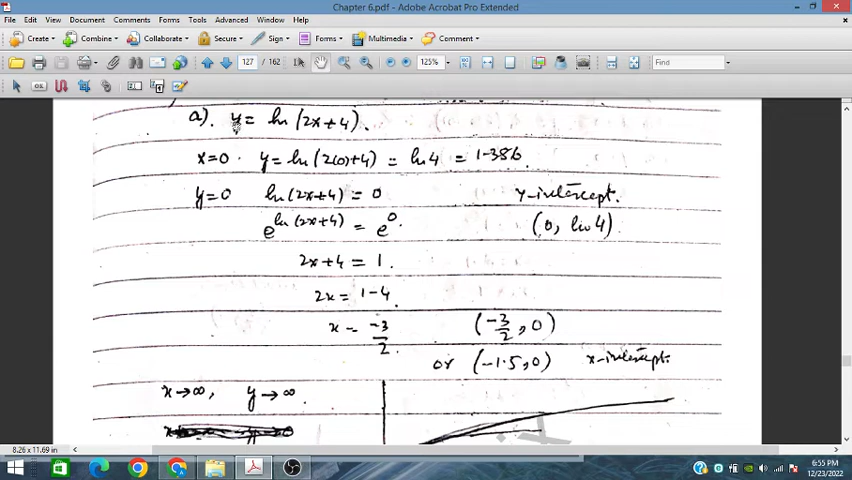 Chapter 6.pdf - Adobe Acrobat Pro Extended
File Edit View Document Comments Forms Tools Advanced Window Help
Create Combine Collaborate Secure Sign Forms Multimedia Comment
127 / 162 125% Find
a). y = ln (2x+4).
x=0. y = ln(2(0)+4) = ln 4 = 1.386.
y=0 ln(2x+4) = 0 y-intercept.
e^ln(2x+4) = e^0. (0, ln 4)
2x+4 = 1.
2x = 1-4.
x = -3/2. (-3/2, 0)
or (-1.5, 0) x-intercept.
x→∞, y→∞.
8.26 x 11.69 in
6:55 PM
12/23/2022